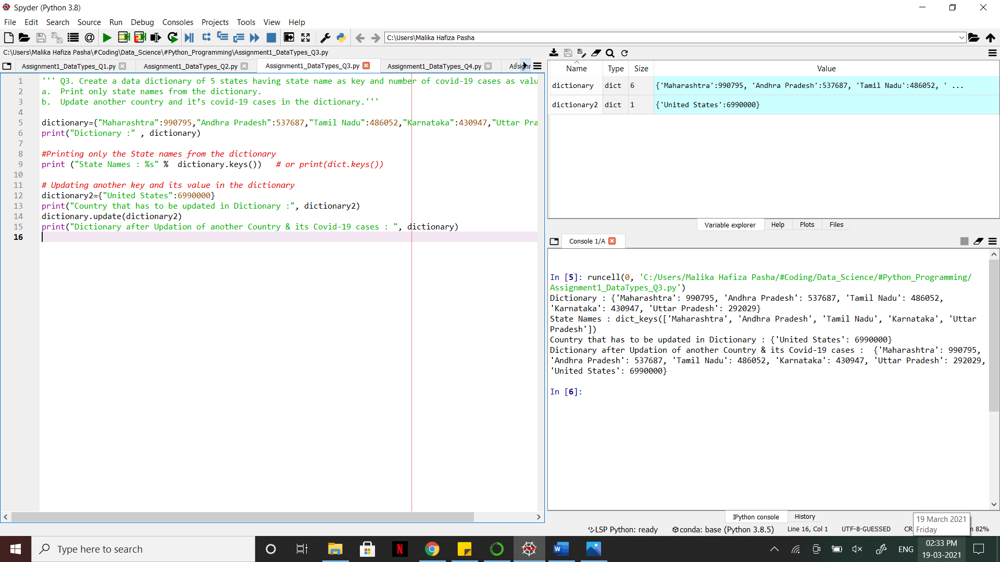 Spyder (Python 3.8)
File Edit Search Source Run Debug Consoles Projects Tools View Help
C:\Users\Malika Hafiza Pasha
C:\Users\Malika Hafiza Pasha\#Coding\Data_Science\#Python_Programming\Assignment1_DataTypes_Q3.py
Assignment1_DataTypes_Q1.py Assignment1_DataTypes_Q2.py Assignment1_DataTypes_Q3.py Assignment1_DataTypes_Q4.py
1 ''' Q3. Create a data dictionary of 5 states having state name as key and number of covid-19 cases as valu
2 a.  Print only state names from the dictionary.
3 b.  Update another country and it’s covid-19 cases in the dictionary.'''
4
5 dictionary={"Maharashtra":990795,"Andhra Pradesh":537687,"Tamil Nadu":486052,"Karnataka":430947,"Uttar Pra
6 print("Dictionary :" , dictionary)
7
8 #Printing only the State names from the dictionary
9 print ("State Names : %s" %  dictionary.keys())   # or print(dict.keys())
10
11 # Updating another key and its value in the dictionary
12 dictionary2={"United States":6990000}
13 print("Country that has to be updated in Dictionary :", dictionary2)
14 dictionary.update(dictionary2)
15 print("Dictionary after Updation of another Country & its Covid-19 cases : ", dictionary)
16
Name Type Size Value
dictionary dict 6 {'Maharashtra':990795, 'Andhra Pradesh':537687, 'Tamil Nadu':486052, ' ...
dictionary2 dict 1 {'United States':6990000}
Variable explorer Help Plots Files
Console 1/A
In [5]: runcell(0, 'C:/Users/Malika Hafiza Pasha/#Coding/Data_Science/#Python_Programming/
Assignment1_DataTypes_Q3.py')
Dictionary : {'Maharashtra': 990795, 'Andhra Pradesh': 537687, 'Tamil Nadu': 486052,
'Karnataka': 430947, 'Uttar Pradesh': 292029}
State Names : dict_keys(['Maharashtra', 'Andhra Pradesh', 'Tamil Nadu', 'Karnataka', 'Uttar
Pradesh'])
Country that has to be updated in Dictionary : {'United States': 6990000}
Dictionary after Updation of another Country & its Covid-19 cases :  {'Maharashtra': 990795,
'Andhra Pradesh': 537687, 'Tamil Nadu': 486052, 'Karnataka': 430947, 'Uttar Pradesh': 292029,
'United States': 6990000}
In [6]:
IPython console History
19 March 2021
Friday
LSP Python: ready conda: base (Python 3.8.5) Line 16, Col 1 UTF-8-GUESSED CR 82%
Type here to search
ENG
02:33 PM
19-03-2021